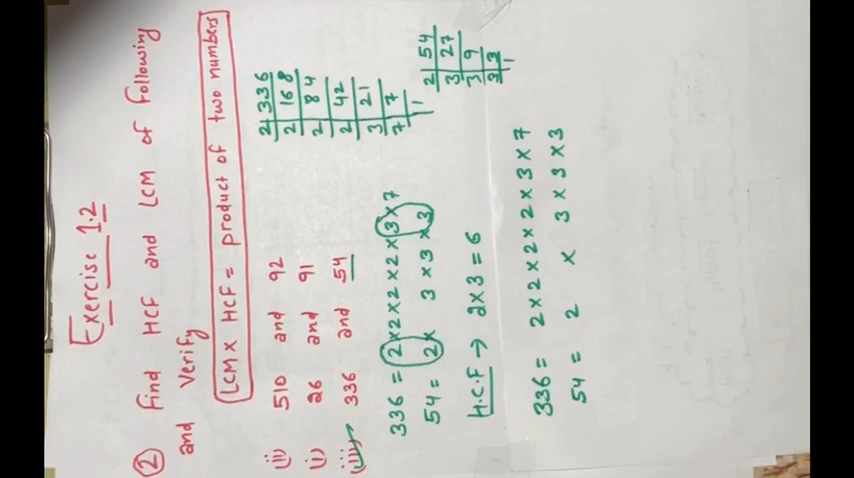 Exercise 1.2
② Find HCF and LCM of following
and Verify
LCM x HCF = product of two numbers
(ii) 510 and 92
(i) 26 and 91
(iii) 336 and 54
2 336
2 168
2 84
2 42
3 21
7 7
1
2 54
3 27
3 9
3 3
1
336 = 2 x 2 x 2 x 2 x 3 x 7
54 = 2 x 3 x 3 x 3
H.C.F → 2 x 3 = 6
336 = 2 x 2 x 2 x 2 x 3 x 7
54 = 2 x 3 x 3 x 3